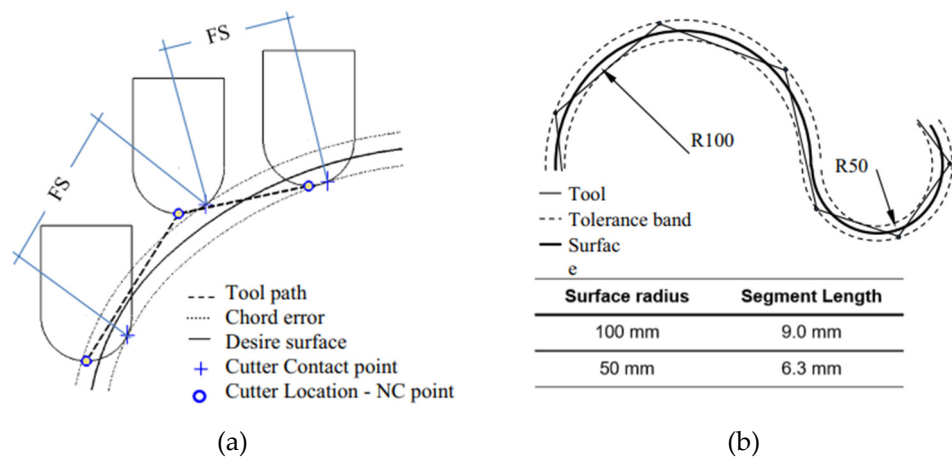 FS
FS
Tool path
Chord error
Desire surface
Cutter Contact point
Cutter Location - NC point
(a)
R100
R50
Tool
Tolerance band
Surfac
e
Surface radius Segment Length
100 mm 9.0 mm
50 mm 6.3 mm
(b)